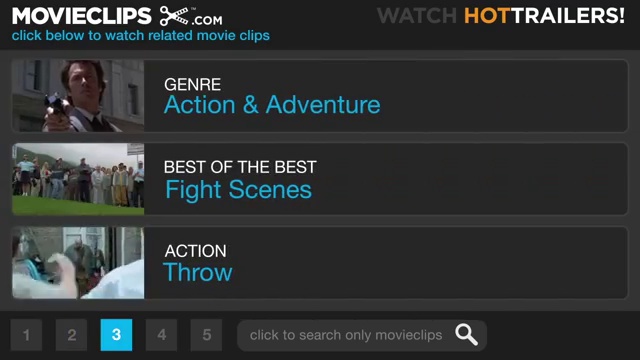 MOVIECLIPS .COM
WATCH HOTTRAILERS!
click below to watch related movie clips
GENRE
Action & Adventure
BEST OF THE BEST
Fight Scenes
ACTION
Throw
1 2 3 4 5 click to search only movieclips